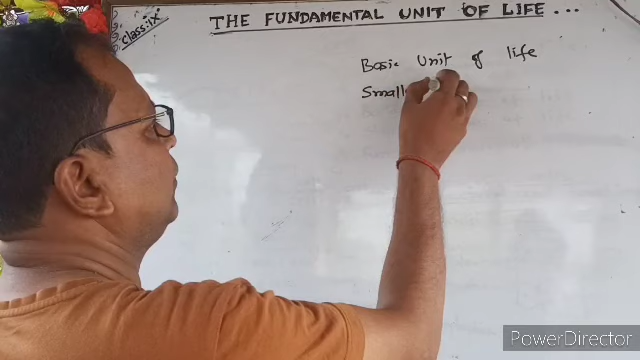 THE FUNDAMENTAL UNIT OF LIFE...
Class: IX
Basic Unit of life
Small
PowerDirector